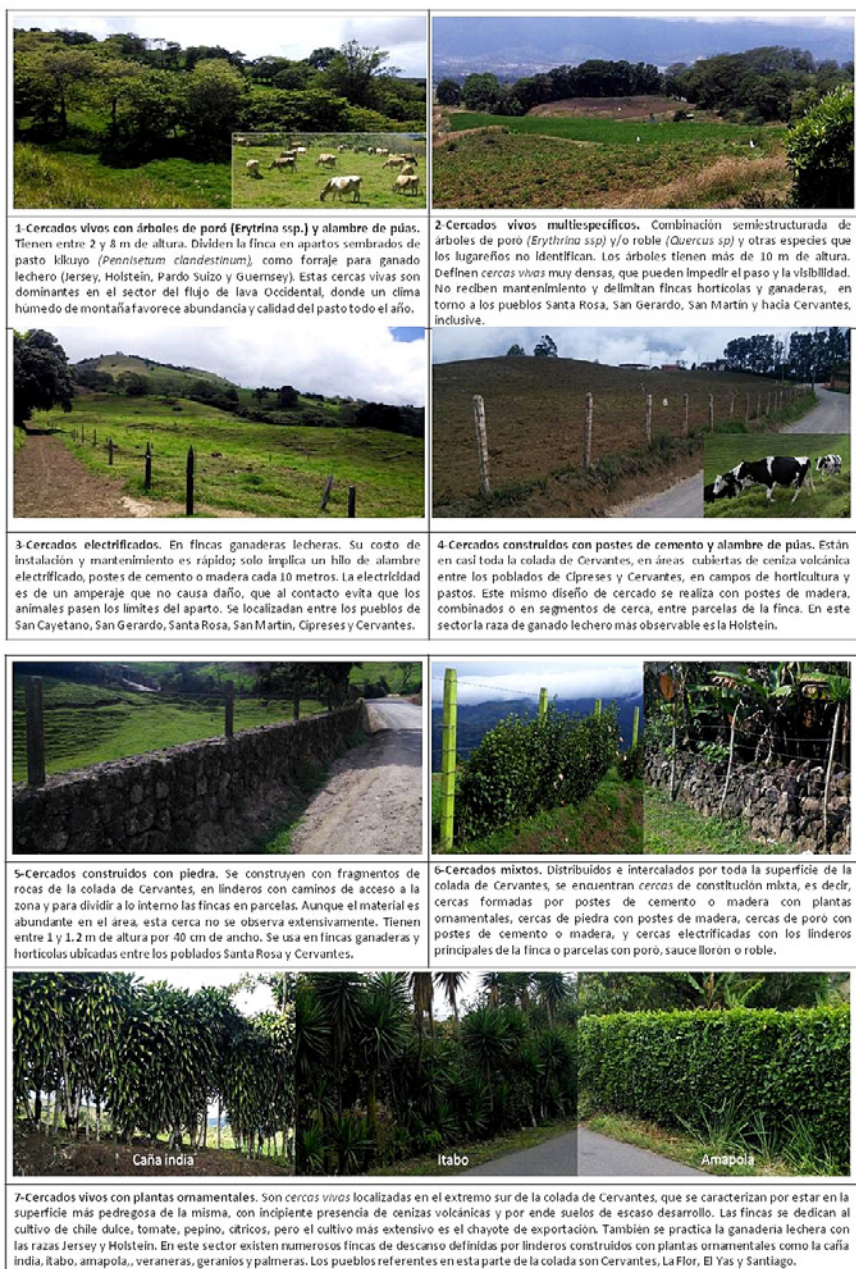 1-Cercados vivos con árboles de poró (Erytrina ssp.) y alambre de púas.
Tienen entre 2 y 8 m de altura. Dividen la finca en apartos sembrados de
pasto kikuyo (Pennisetum clandestinum), como forraje para ganado
lechero (Jersey, Holstein, Pardo Suizo y Guernsey). Estas cercas vivas son
dominantes en el sector del flujo de lava Occidental, donde un clima
húmedo de montaña favorece abundancia y calidad del pasto todo el año.
2-Cercados vivos multiespecíficos. Combinación semiestructurada de
árboles de poró (Erythrina ssp) y/o roble (Quercus sp) y otras especies que
los lugareños no identifican. Los árboles tienen más de 10 m de altura.
Definen cercas vivas muy densas, que pueden impedir el paso y la visibilidad.
No reciben mantenimiento y delimitan fincas hortícolas y ganaderas, en
torno a los pueblos Santa Rosa, San Gerardo, San Martín y hacia Cervantes,
inclusive.
3-Cercados electrificados. En fincas ganaderas lecheras. Su costo de
instalación y mantenimiento es rápido; solo implica un hilo de alambre
electrificado, postes de cemento o madera cada 10 metros. La electricidad
es de un amperaje que no causa daño, que al contacto evita que los
animales pasen los límites del aparto. Se localizan entre los pueblos de
San Cayetano, San Gerardo, Santa Rosa, San Martín, Cipreses y Cervantes.
4-Cercados construidos con postes de cemento y alambre de púas. Están
en casi toda la colada de Cervantes, en áreas cubiertas de ceniza volcánica
entre los poblados de Cipreses y Cervantes, en campos de horticultura y
pastos. Este mismo diseño de cercado se realiza con postes de madera,
combinados o en segmentos de cerca, entre parcelas de la finca. En este
sector la raza de ganado lechero más observable es la Holstein.
5-Cercados construidos con piedra. Se construyen con fragmentos de
rocas de la colada de Cervantes, en linderos con caminos de acceso a la
zona y para dividir a lo interno las fincas en parcelas. Aunque el material es
abundante en el área, esta cerca no se observa extensivamente. Tienen
entre 1 y 1.2 m de altura por 40 cm de ancho. Se usa en fincas ganaderas y
hortícolas ubicadas entre los poblados Santa Rosa y Cervantes.
6-Cercados mixtos. Distribuidos e intercalados por toda la superficie de la
colada de Cervantes, se encuentran cercas de constitución mixta, es decir,
cercas formadas por postes de cemento o madera con plantas
ornamentales, cercas de piedra con postes de madera, cercas de poró con
postes de cemento o madera, y cercas electrificadas con los linderos
principales de la finca o parcelas con poró, sauce llorón o roble.
Caña india
Itabo
Amapola
7-Cercados vivos con plantas ornamentales. Son cercas vivas localizadas en el extremo sur de la colada de Cervantes, que se caracterizan por estar en la
superficie más pedregosa de la misma, con incipiente presencia de cenizas volcánicas y por ende suelos de escaso desarrollo. Las fincas se dedican al
cultivo de chile dulce, tomate, pepino, cítricos, pero el cultivo más extensivo es el chayote de exportación. También se practica la ganadería lechera con
las razas Jersey y Holstein. En este sector existen numerosos fincas de descanso definidas por linderos construidos con plantas ornamentales como la caña
india, itabo, amapola,, veraneras, geranios y palmeras. Los pueblos referentes en esta parte de la colada son Cervantes, La Flor, El Yas y Santiago.